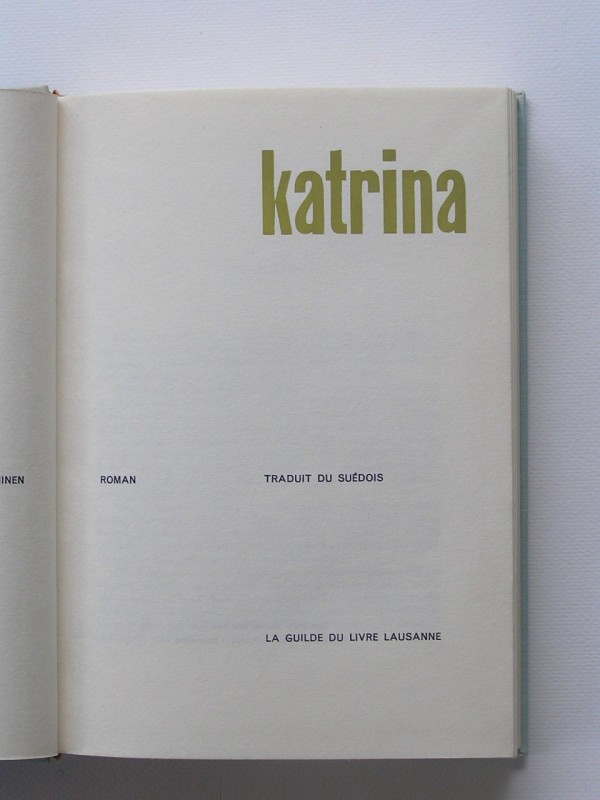 katrina
INEN ROMAN TRADUIT DU SUÉDOIS
LA GUILDE DU LIVRE LAUSANNE